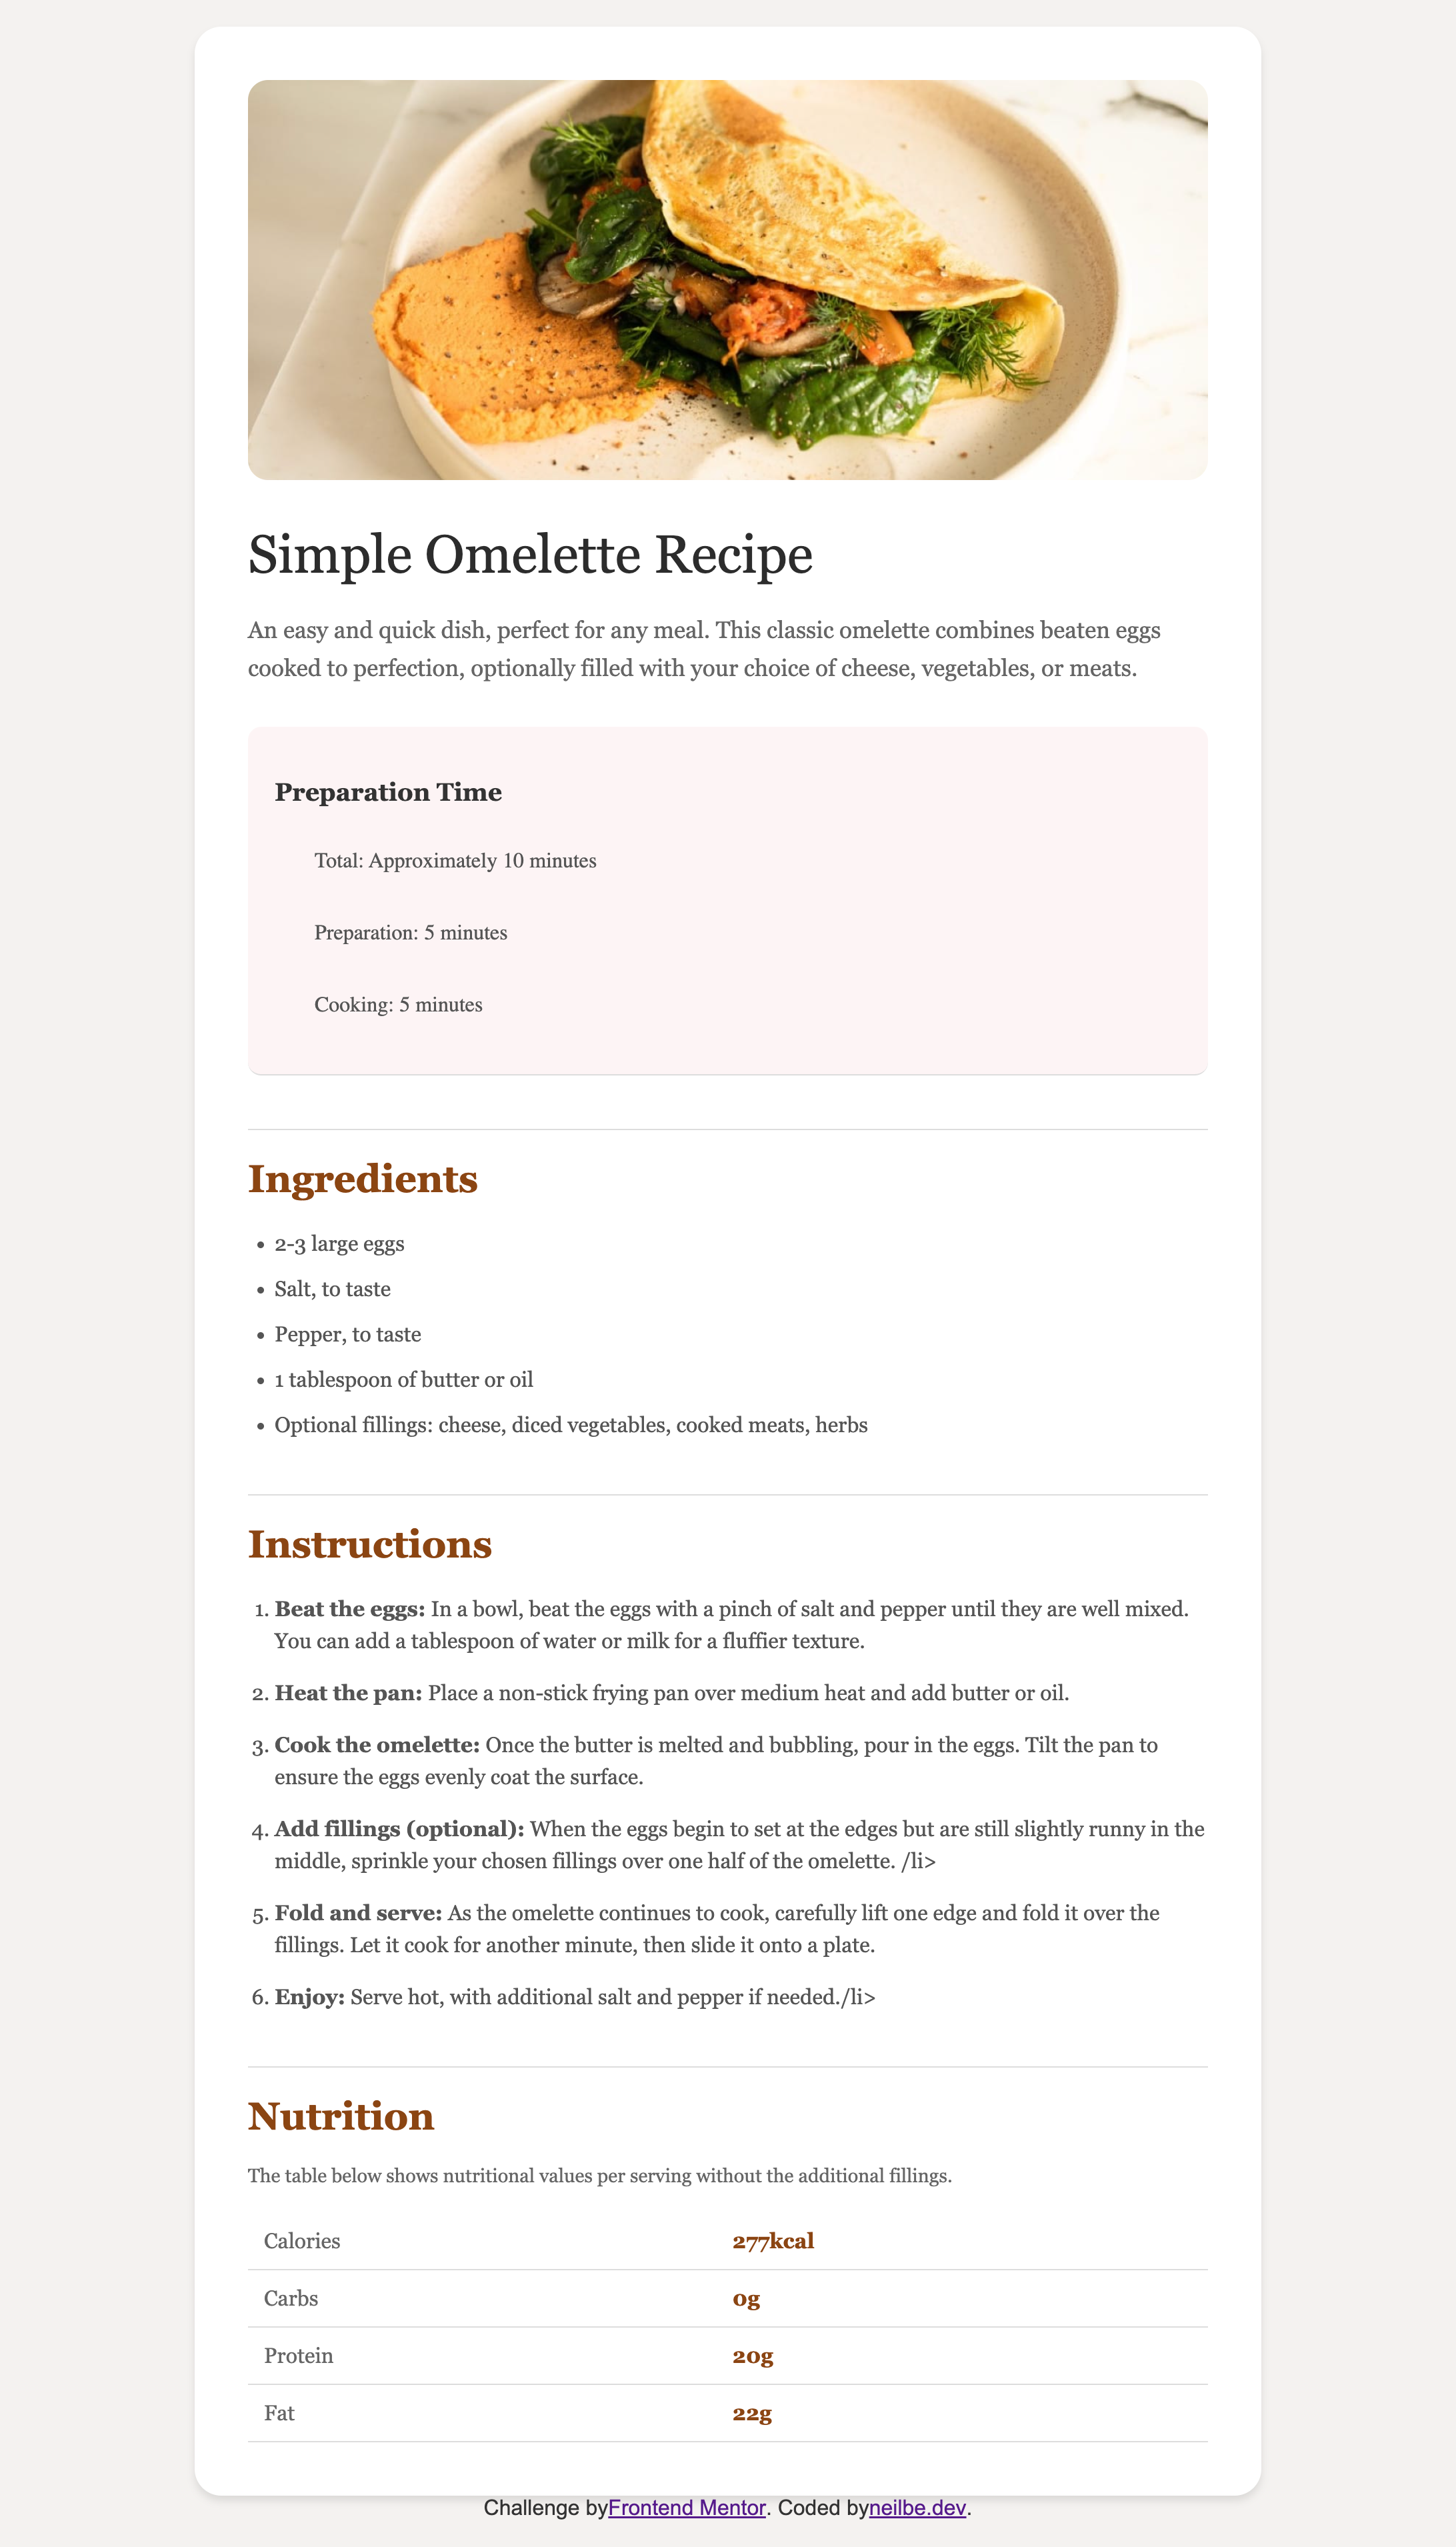 Simple Omelette Recipe
An easy and quick dish, perfect for any meal. This classic omelette combines beaten eggs
cooked to perfection, optionally filled with your choice of cheese, vegetables, or meats.
Preparation Time
Total: Approximately 10 minutes
Preparation: 5 minutes
Cooking: 5 minutes
Ingredients
• 2-3 large eggs
• Salt, to taste
• Pepper, to taste
• 1 tablespoon of butter or oil
• Optional fillings: cheese, diced vegetables, cooked meats, herbs
Instructions
1. Beat the eggs: In a bowl, beat the eggs with a pinch of salt and pepper until they are well mixed.
You can add a tablespoon of water or milk for a fluffier texture.
2. Heat the pan: Place a non-stick frying pan over medium heat and add butter or oil.
3. Cook the omelette: Once the butter is melted and bubbling, pour in the eggs. Tilt the pan to
ensure the eggs evenly coat the surface.
4. Add fillings (optional): When the eggs begin to set at the edges but are still slightly runny in the
middle, sprinkle your chosen fillings over one half of the omelette. /li>
5. Fold and serve: As the omelette continues to cook, carefully lift one edge and fold it over the
fillings. Let it cook for another minute, then slide it onto a plate.
6. Enjoy: Serve hot, with additional salt and pepper if needed./li>
Nutrition
The table below shows nutritional values per serving without the additional fillings.
Calories 277kcal
Carbs 0g
Protein 20g
Fat 22g
Challenge byFrontend Mentor. Coded byneilbe.dev.